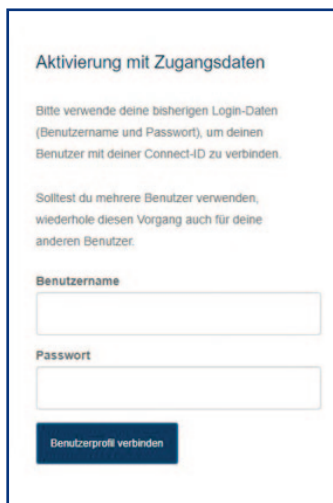 Aktivierung mit Zugangsdaten
Bitte verwende deine bisherigen Login-Daten
(Benutzername und Passwort), um deinen
Benutzer mit deiner Connect-ID zu verbinden.
Solltest du mehrere Benutzer verwenden,
wiederhole diesen Vorgang auch für deine
anderen Benutzer.
Benutzername
Passwort
Benutzerprofil verbinden